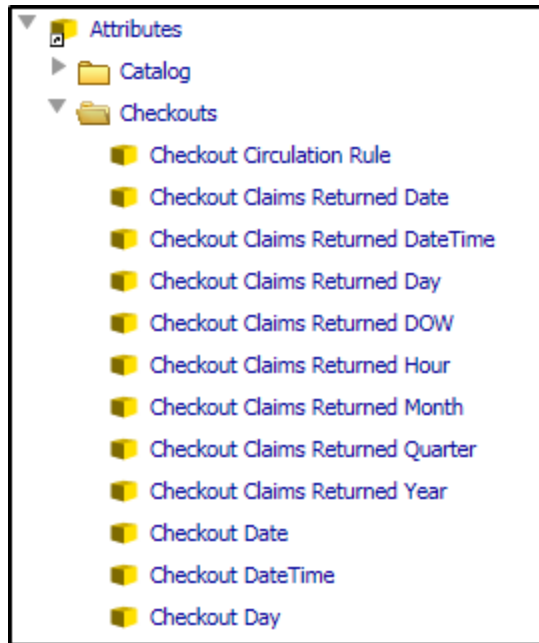 Attributes
Catalog
Checkouts
Checkout Circulation Rule
Checkout Claims Returned Date
Checkout Claims Returned DateTime
Checkout Claims Returned Day
Checkout Claims Returned DOW
Checkout Claims Returned Hour
Checkout Claims Returned Month
Checkout Claims Returned Quarter
Checkout Claims Returned Year
Checkout Date
Checkout DateTime
Checkout Day